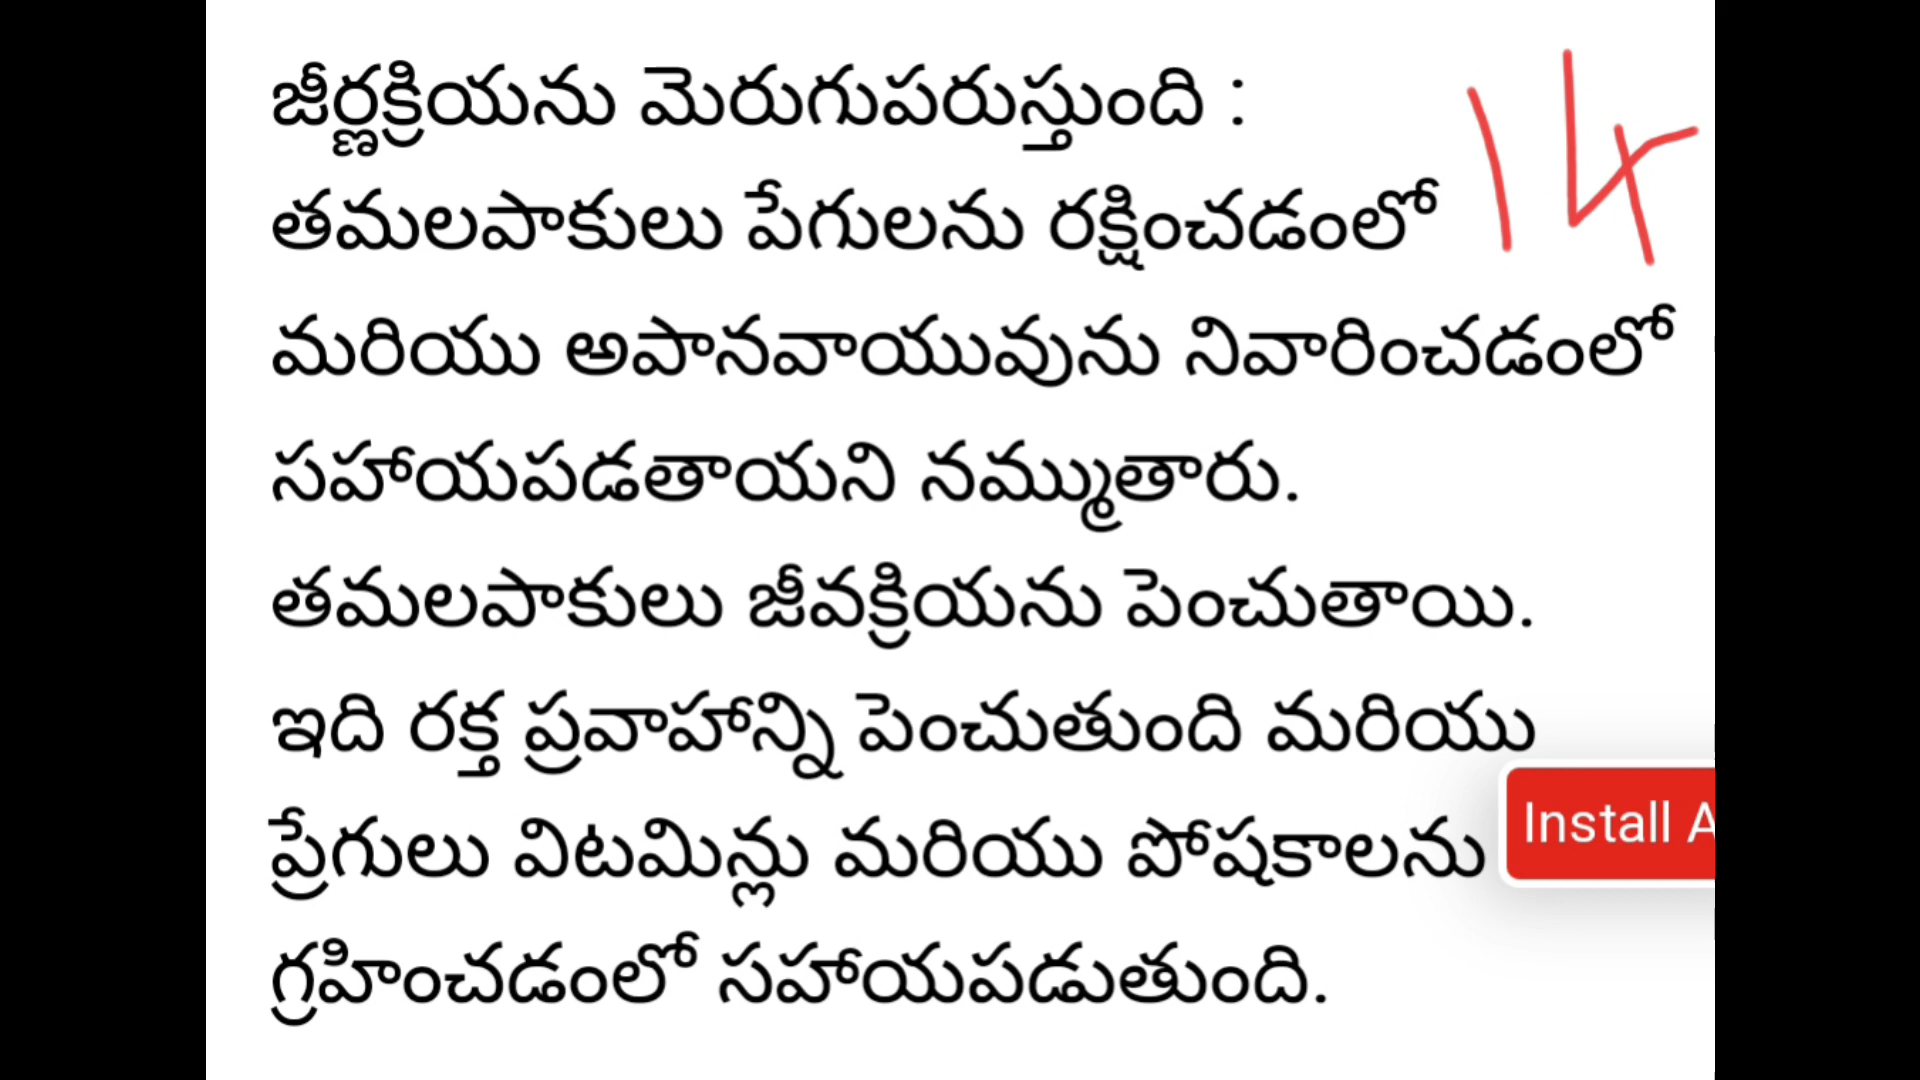 జీర్ణక్రియను మెరుగుపరుస్తుంది :
14
తమలపాకులు పేగులను రక్షించడంలో
మరియు అపానవాయువును నివారించడంలో
సహాయపడతాయని నమ్ముతారు.
తమలపాకులు జీవక్రియను పెంచుతాయి.
ఇది రక్త ప్రవాహాన్ని పెంచుతుంది మరియు
ప్రేగులు విటమిన్లు మరియు పోషకాలను
Install A
గ్రహించడంలో సహాయపడుతుంది.